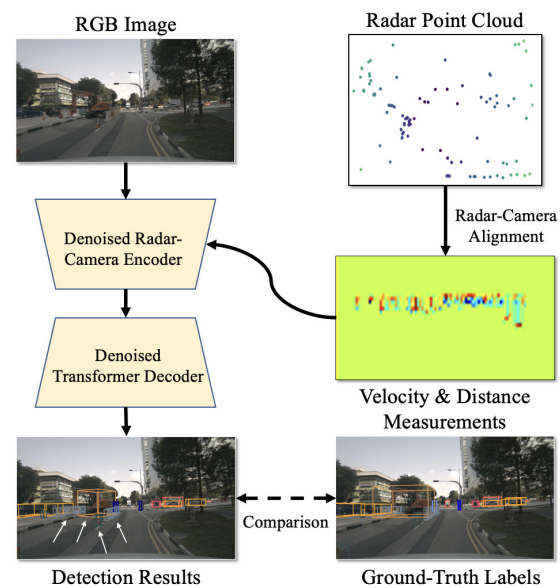 RGB Image
Radar Point Cloud
Radar-Camera
Alignment
Denoised Radar-
Camera Encoder
Denoised
Transformer Decoder
Velocity & Distance
Measurements
Comparison
Detection Results
Ground-Truth Labels